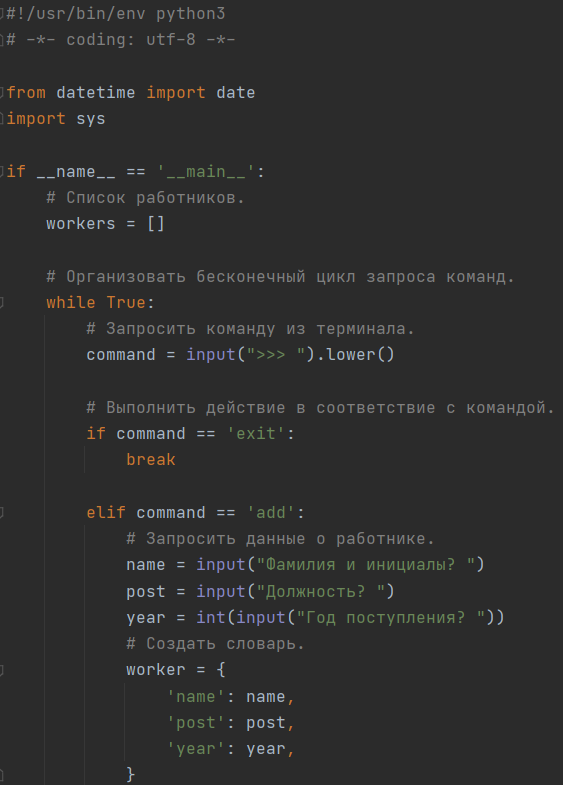 #!/usr/bin/env python3
# -*- coding: utf-8 -*-
from datetime import date
import sys
if __name__ == '__main__':
# Список работников.
workers = []
# Организовать бесконечный цикл запроса команд.
while True:
# Запросить команду из терминала.
command = input(">>> ").lower()
# Выполнить действие в соответствие с командой.
if command == 'exit':
break
elif command == 'add':
# Запросить данные о работнике.
name = input("Фамилия и инициалы? ")
post = input("Должность? ")
year = int(input("Год поступления? "))
# Создать словарь.
worker = {
'name': name,
'post': post,
'year': year,
}